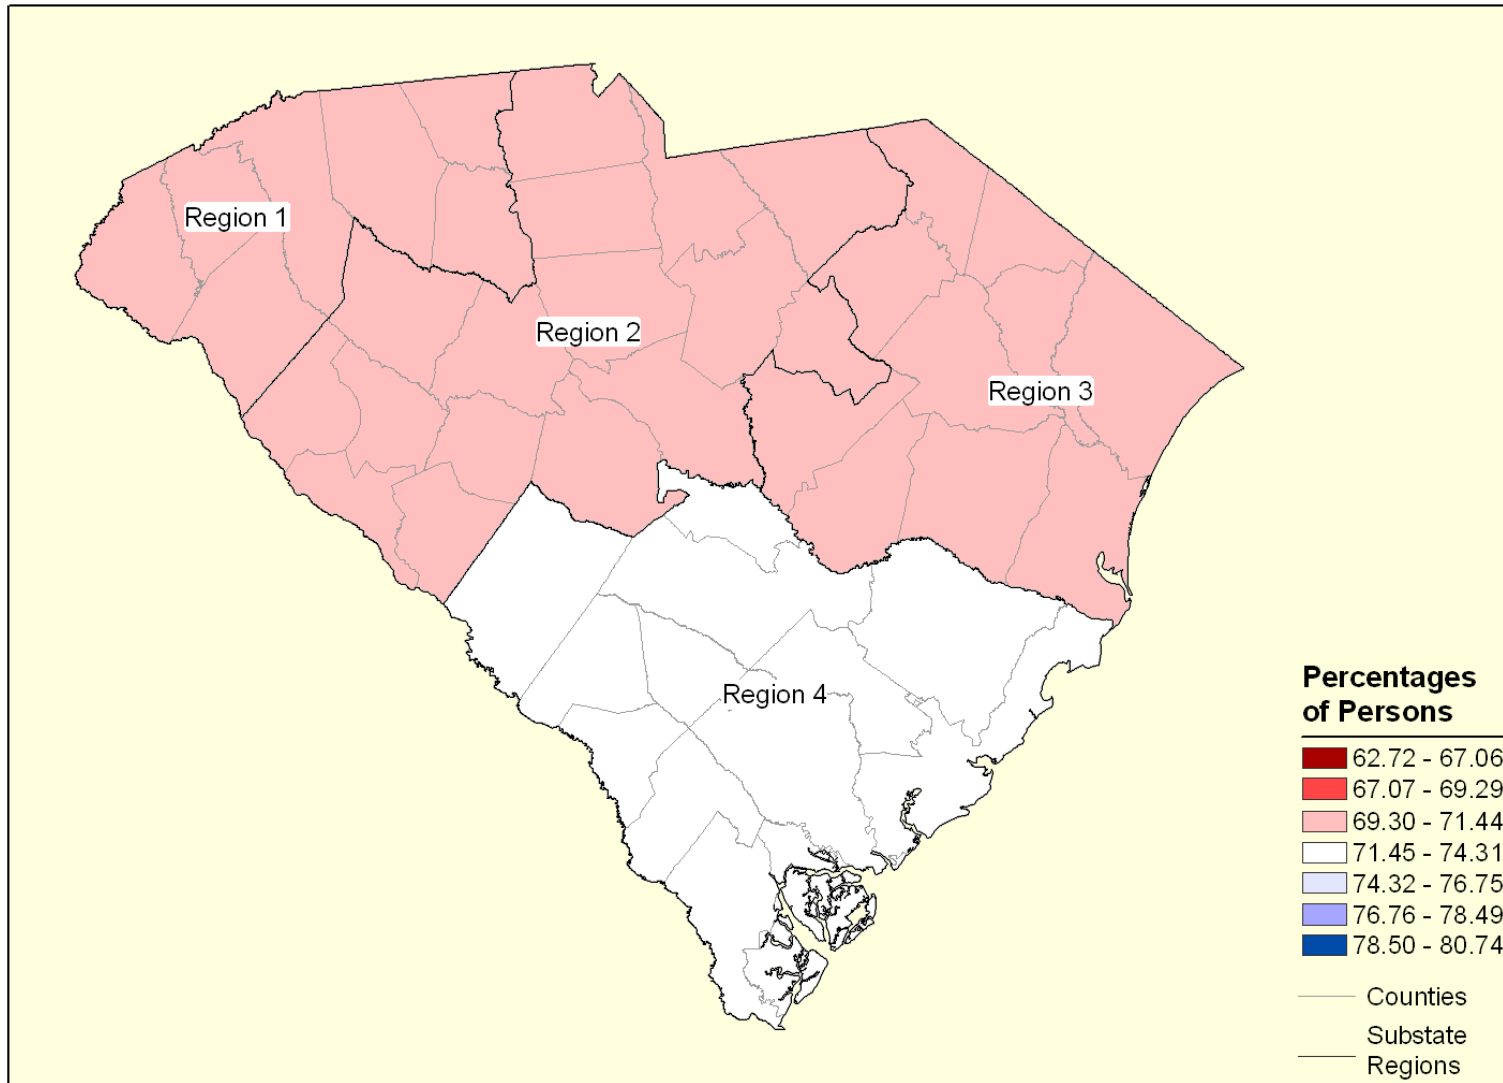 Region 1
Region 2
Region 3
Region 4
Percentages
of Persons
62.72 - 67.06
67.07 - 69.29
69.30 - 71.44
71.45 - 74.31
74.32 - 76.75
76.76 - 78.49
78.50 - 80.74
Counties
Substate
Regions